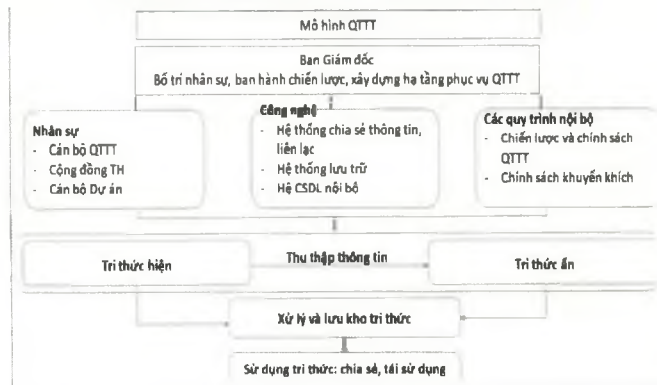 Mô hình QTTT
Ban Giám đốc
Bố trí nhân sự, ban hành chiến lược, xây dựng hạ tầng phục vụ QTTT
Nhân sự
- Cán bộ QTTT
- Cộng đồng TH
- Cán bộ Dự án
Công nghệ
- Hệ thống chia sẻ thông tin,
liên lạc
- Hệ thống lưu trữ
- Hệ CSDL nội bộ
Các quy trình nội bộ
- Chiến lược và chính sách
QTTT
- Chính sách khuyến khích
Tri thức hiện
Thu thập thông tin
Tri thức ẩn
Xử lý và lưu kho tri thức
Sử dụng tri thức: chia sẻ, tái sử dụng